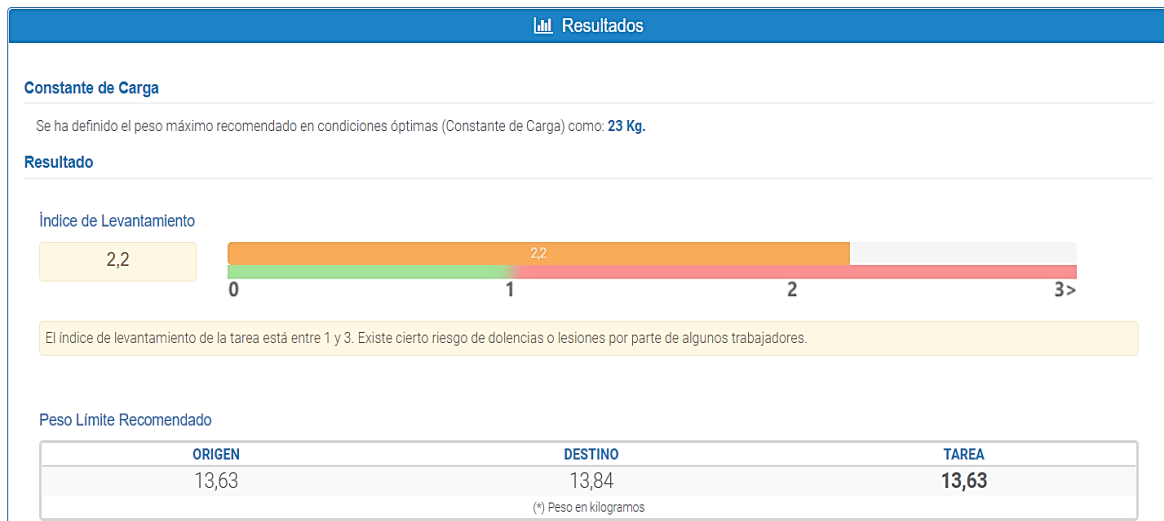 Resultados
Constante de Carga
Se ha definido el peso máximo recomendado en condiciones óptimas (Constante de Carga) como: 23 Kg.
Resultado
Índice de Levantamiento
2,2
2,2
0 1 2 3>
El índice de levantamiento de la tarea está entre 1 y 3. Existe cierto riesgo de dolencias o lesiones por parte de algunos trabajadores.
Peso Límite Recomendado
ORIGEN DESTINO TAREA
13,63 13,84 13,63
(*) Peso en kilogramos